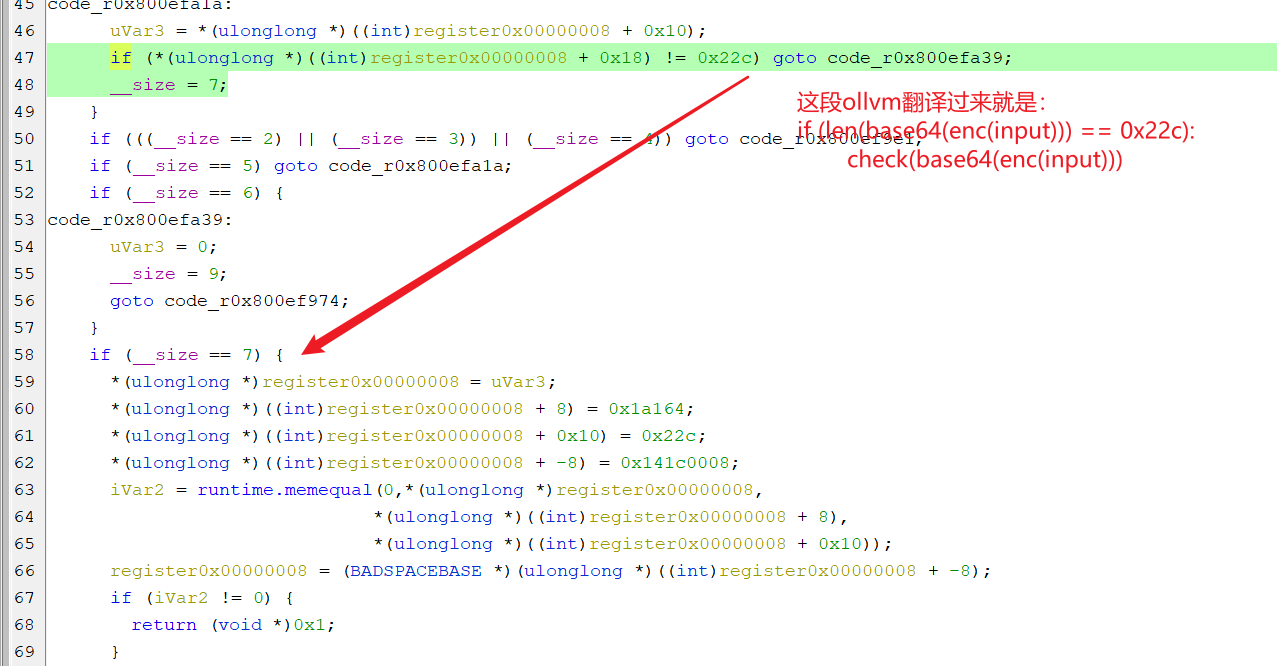 45 code_r0x800efa1a:
46 uVar3 = *(ulonglong *)((int)register0x00000008 + 0x10);
47 if (*(ulonglong *)((int)register0x00000008 + 0x18) != 0x22c) goto code_r0x800efa39;
48 __size = 7;
这段ollvm翻译过来就是:
49 }
if (len(base64(enc(input))) == 0x22c):
50 if (((__size == 2) || (__size == 3)) || (__size == 4)) goto code_r0x800ef9e1;
check(base64(enc(input)))
51 if (__size == 5) goto code_r0x800efa1a;
52 if (__size == 6) {
53 code_r0x800efa39:
54 uVar3 = 0;
55 __size = 9;
56 goto code_r0x800ef974;
57 }
58 if (__size == 7) {
59 *(ulonglong *)register0x00000008 = uVar3;
60 *(ulonglong *)((int)register0x00000008 + 8) = 0x1a164;
61 *(ulonglong *)((int)register0x00000008 + 0x10) = 0x22c;
62 *(ulonglong *)((int)register0x00000008 + -8) = 0x141c0008;
63 iVar2 = runtime.memequal(0,*(ulonglong *)register0x00000008,
64 *(ulonglong *)((int)register0x00000008 + 8),
65 *(ulonglong *)((int)register0x00000008 + 0x10));
66 register0x00000008 = (BADSPACEBASE *)(ulonglong *)((int)register0x00000008 + -8);
67 if (iVar2 != 0) {
68 return (void *)0x1;
69 }